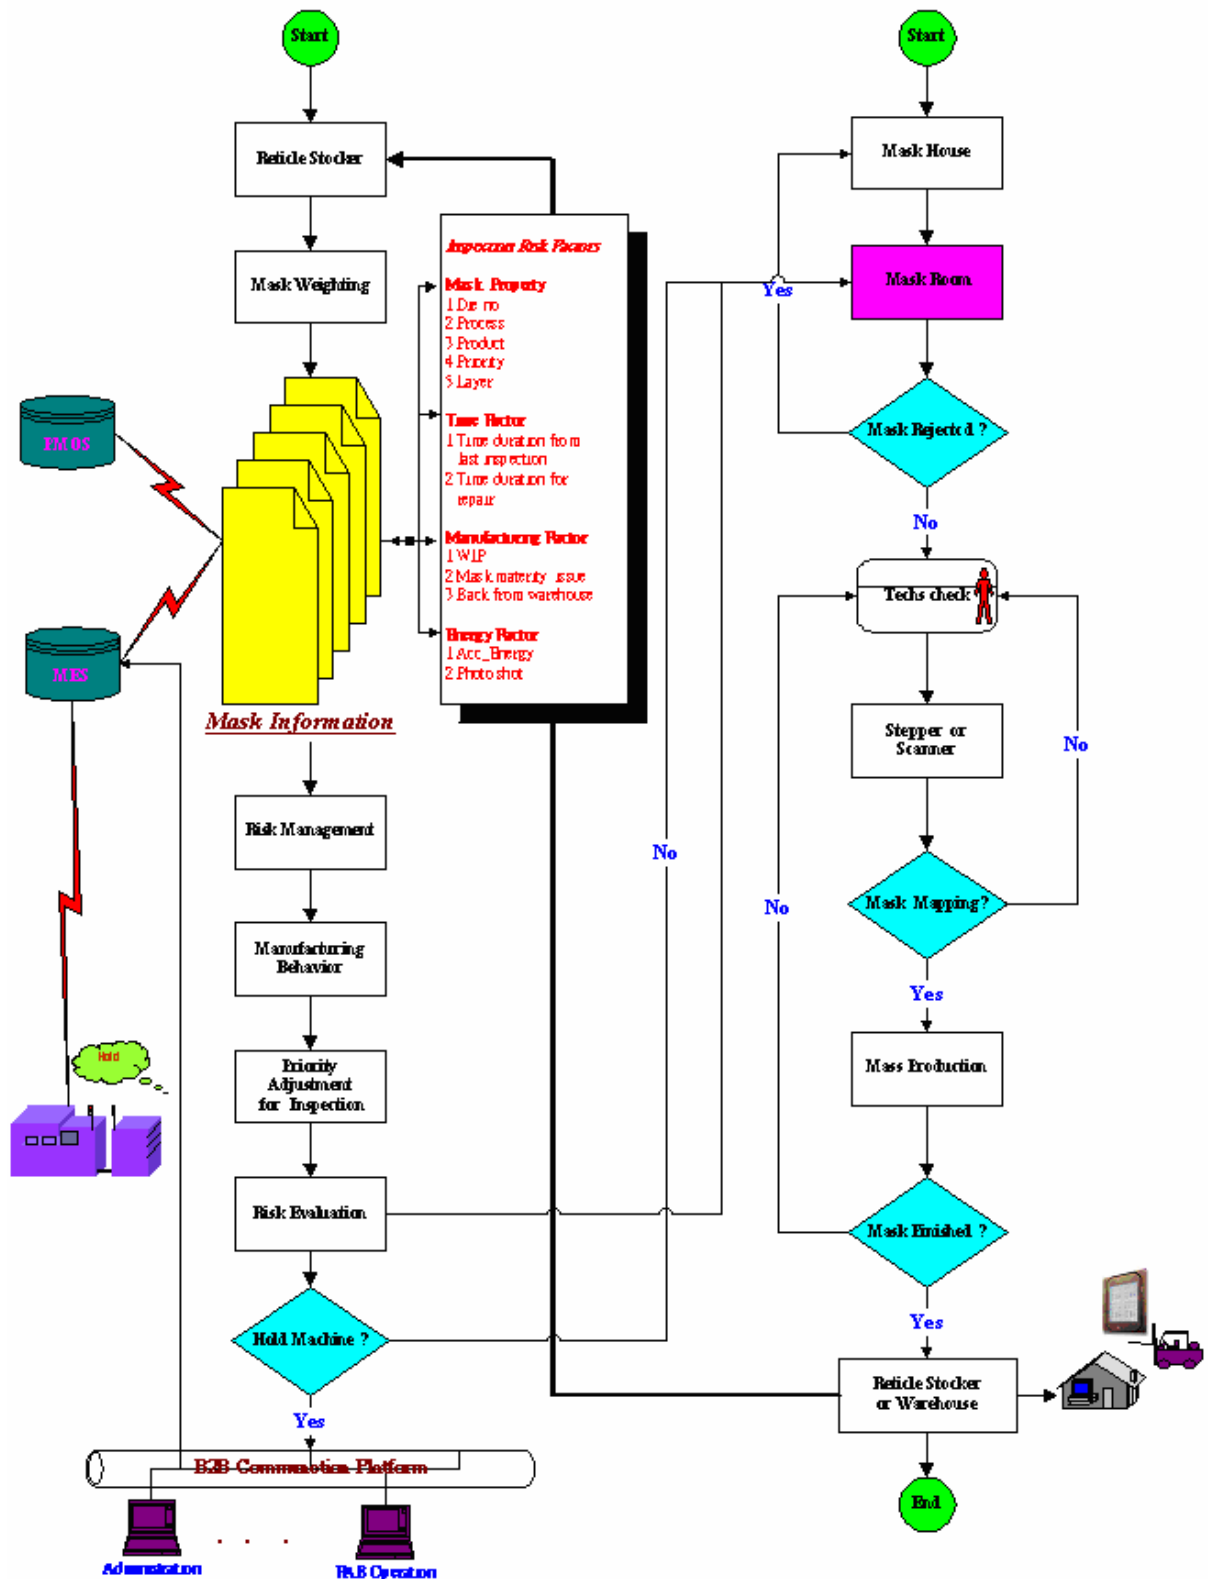 Start
Reticle Stocker
Mask Weighting
Mask Information
Risk Management
Manufacturing
Behavior
Priority
Adjustment
for Inspection
Risk Evaluation
Hold Machine ?
Yes
No
B2B Platform
Administration
FAB Operation
MES
Hold
Risk Factors
Mask Property
1 Die no
2 Process
3 Product
4 Priority
5 Layer
Time Factor
1 Time duration from
last inspection
2 Time duration for
repair
Manufacturing Factor
1 WIP
2 Mask materity issue
3 Back from warehouse
Energy Factor
1 Acc_Energy
2 Photo shot
Start
Mask House
Mask Room
Yes
Mask Rejected ?
No
Techs check
Stepper or
Scanner
No
Mask Mapping?
No
Yes
Mass Production
Mask Finished ?
Yes
Reticle Stocker
or Warehouse
End